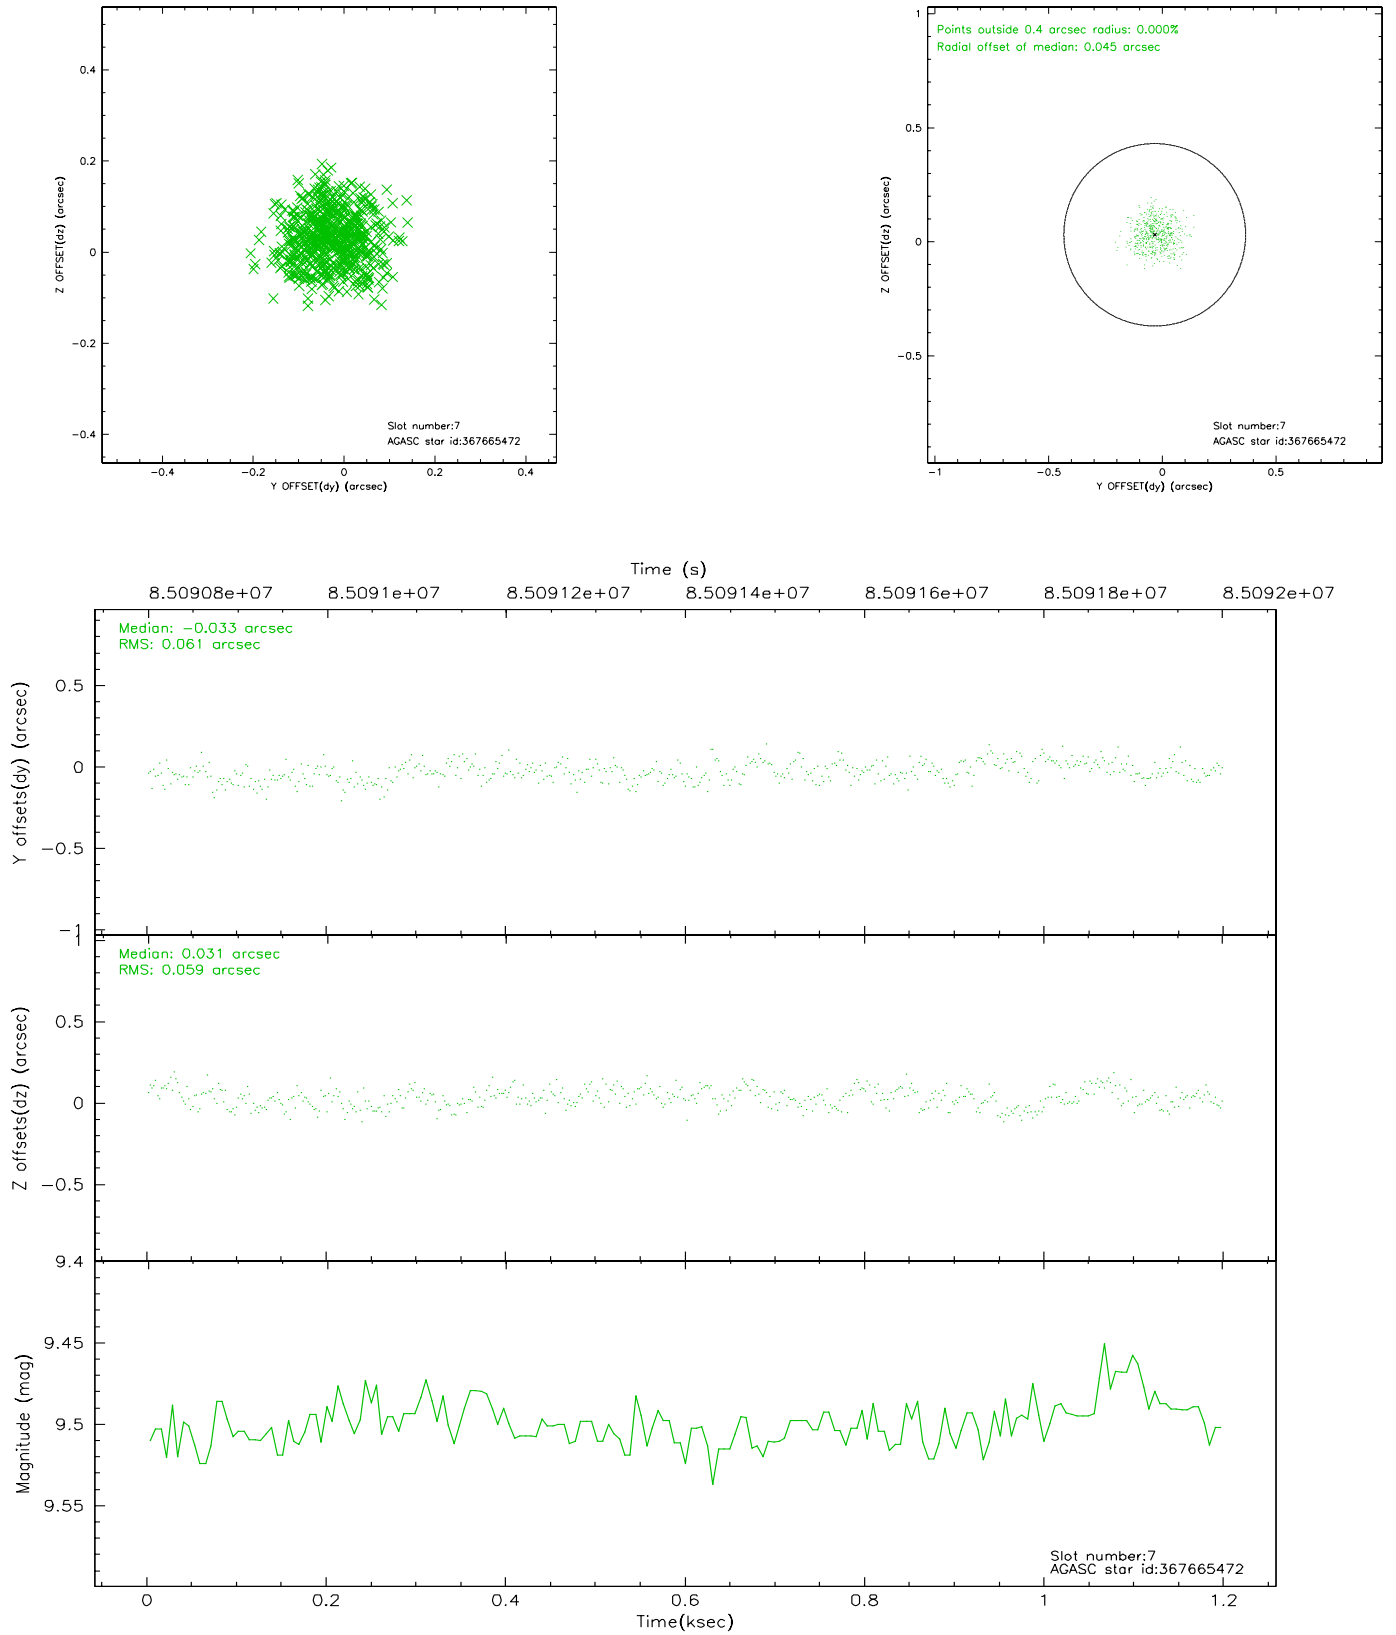 0.4
0.2
0
−0.2
−0.4
Z OFFSET(dz) (arcsec)
Slot number:7
AGASC star id:367665472
−0.4 −0.2 0 0.2 0.4
Y OFFSET(dy) (arcsec)
Points outside 0.4 arcsec radius: 0.000%
Radial offset of median: 0.045 arcsec
1
0.5
0
−0.5
Z OFFSET(dz) (arcsec)
Slot number:7
AGASC star id:367665472
−1 −0.5 0 0.5
Y OFFSET(dy) (arcsec)
Time (s)
8.50908e+07 8.5091e+07 8.50912e+07 8.50914e+07 8.50916e+07 8.50918e+07 8.5092e+07
Median: −0.033 arcsec
RMS: 0.061 arcsec
0.5
0
−0.5
−1
Y offsets(dy) (arcsec)
Median: 0.031 arcsec
RMS: 0.059 arcsec
1
0.5
0
−0.5
Z offsets(dz) (arcsec)
9.4
9.45
9.5
9.55
Magnitude (mag)
Slot number:7
AGASC star id:367665472
0 0.2 0.4 0.6 0.8 1 1.2
Time(ksec)